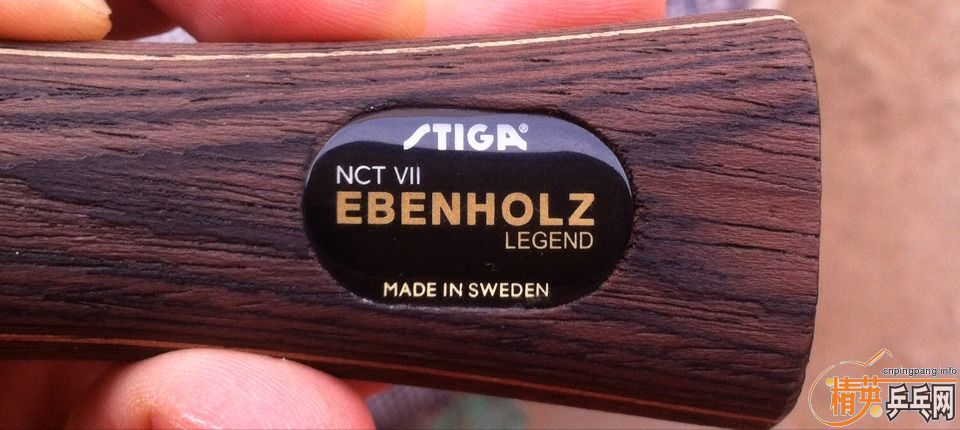 STIGA®
NCT VII
EBENHOLZ
LEGEND
MADE IN SWEDEN
cnpingpang.info
精英乒乓网